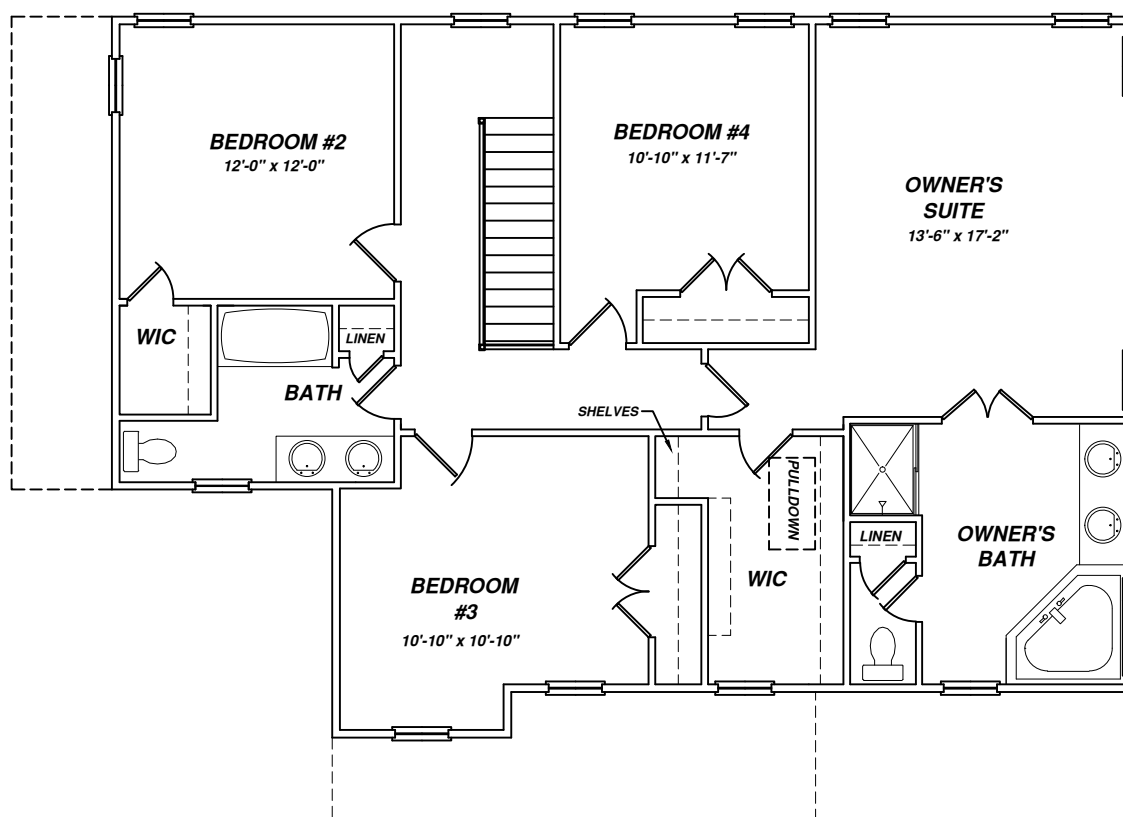 BEDROOM #2
12'-0" x 12'-0"
BEDROOM #4
10'-10" x 11'-7"
OWNER'S
SUITE
13'-6" x 17'-2"
WIC
LINEN
BATH
SHELVES
PULLDOWN
BEDROOM
#3
10'-10" x 10'-10"
WIC
LINEN
OWNER'S
BATH